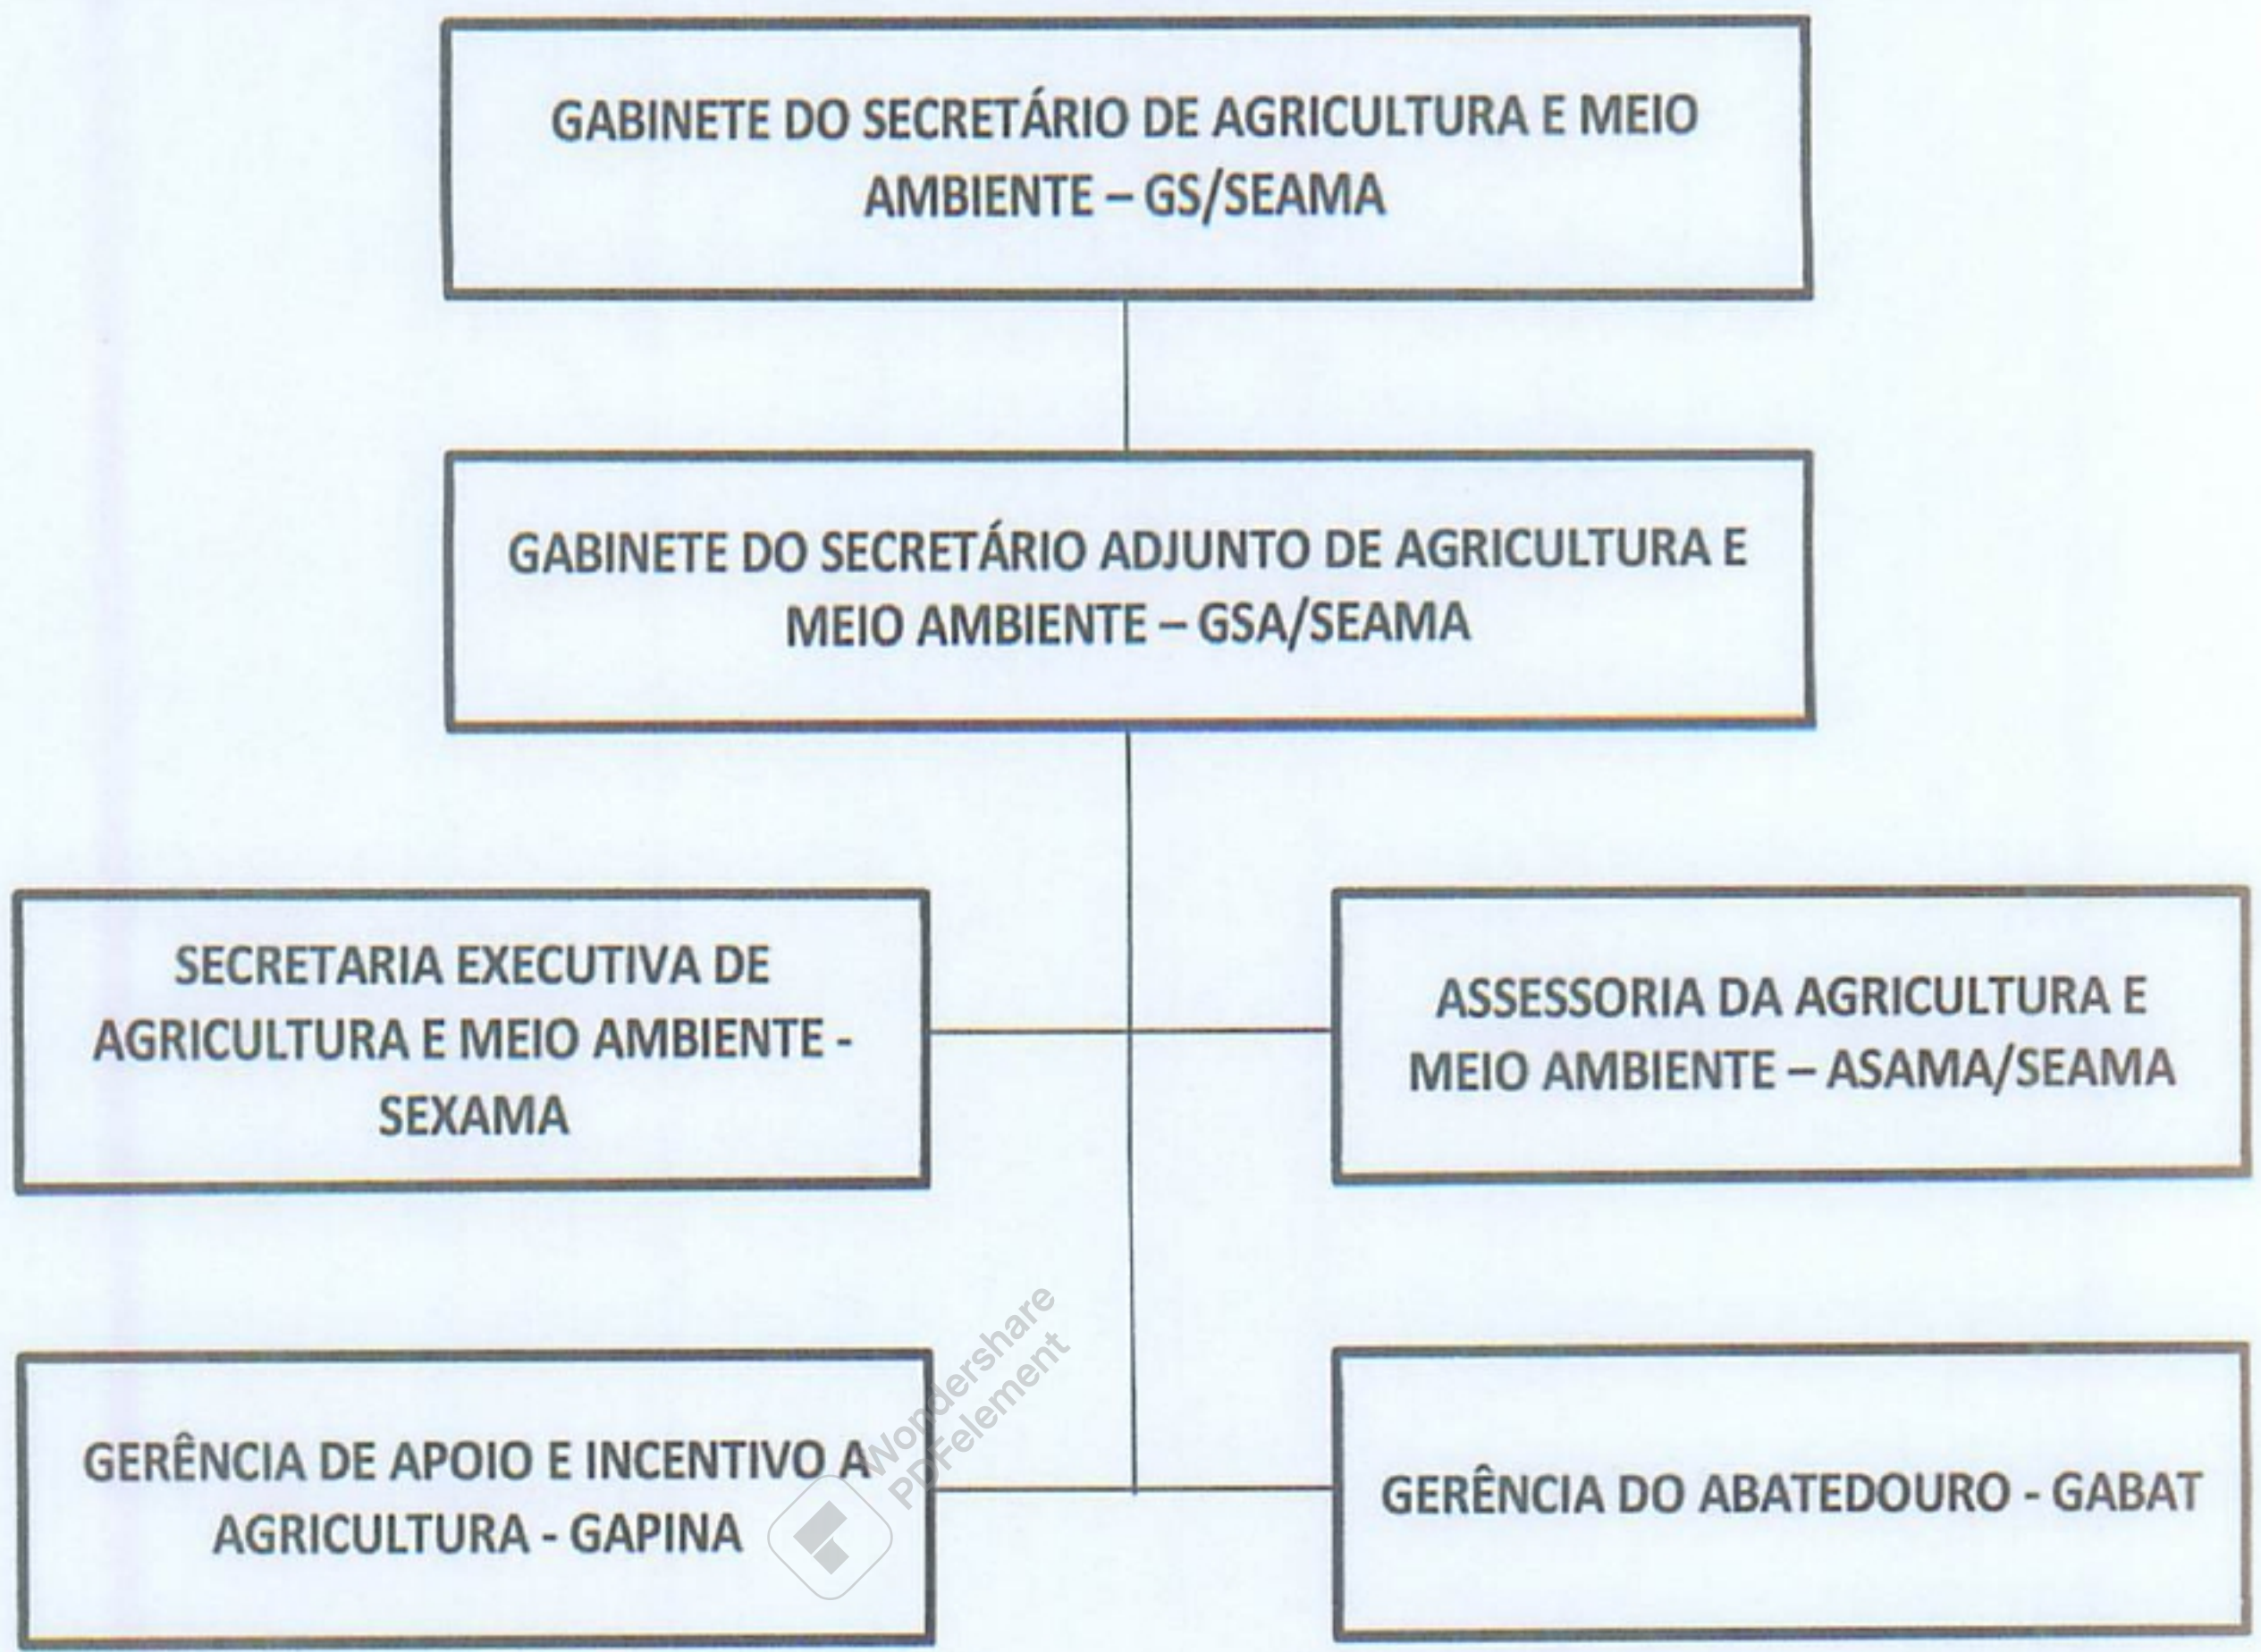 GABINETE DO SECRETÁRIO DE AGRICULTURA E MEIO
AMBIENTE – GS/SEAMA
GABINETE DO SECRETÁRIO ADJUNTO DE AGRICULTURA E
MEIO AMBIENTE – GSA/SEAMA
SECRETARIA EXECUTIVA DE
AGRICULTURA E MEIO AMBIENTE -
SEXAMA
ASSESSORIA DA AGRICULTURA E
MEIO AMBIENTE – ASAMA/SEAMA
GERÊNCIA DE APOIO E INCENTIVO A
AGRICULTURA - GAPINA
GERÊNCIA DO ABATEDOURO - GABAT
Wondershare
PDFelement